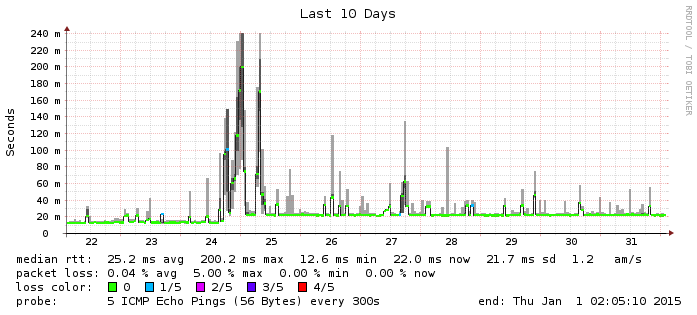 Last 10 Days
RRDTOOL / TOBI OETIKER
Seconds
240 m
220 m
200 m
180 m
160 m
140 m
120 m
100 m
80 m
60 m
40 m
20 m
0
22 23 24 25 26 27 28 29 30 31
median rtt: 25.2 ms avg 200.2 ms max 12.6 ms min 22.0 ms now 21.7 ms sd 1.2 am/s
packet loss: 0.04 % avg 5.00 % max 0.00 % min 0.00 % now
loss color: 0 1/5 2/5 3/5 4/5
probe: 5 ICMP Echo Pings (56 Bytes) every 300s end: Thu Jan 1 02:05:10 2015